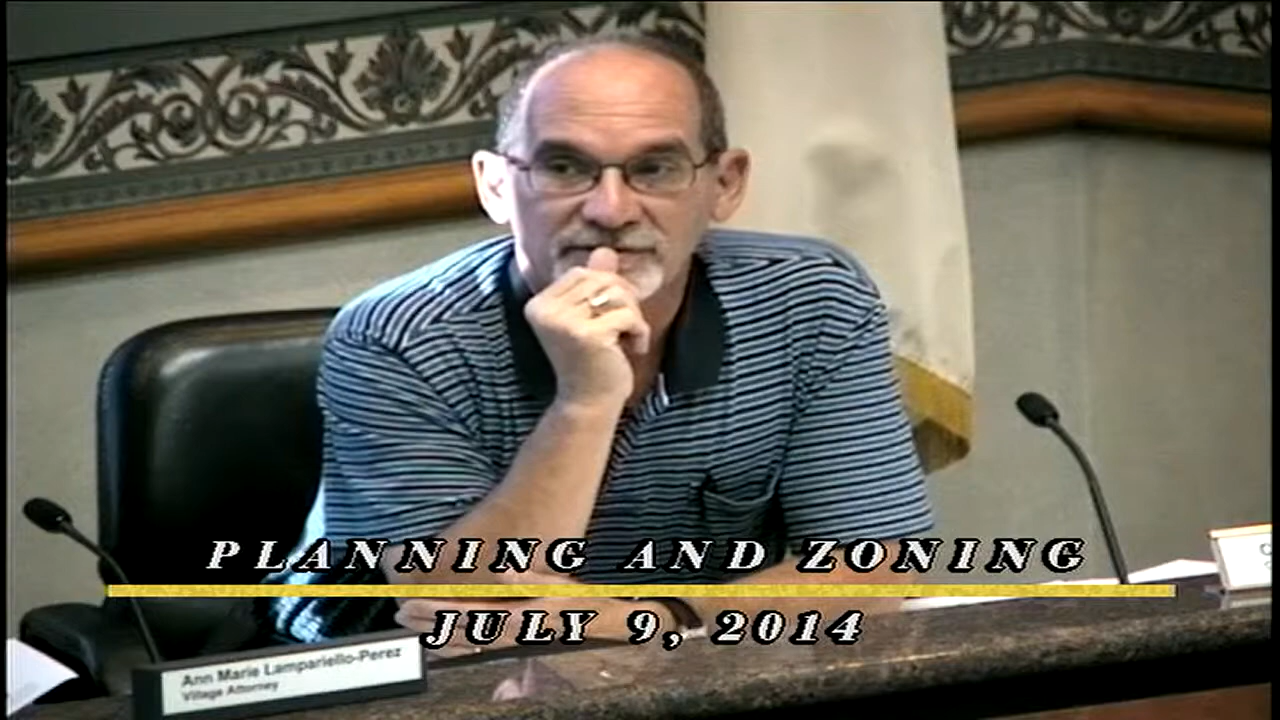 PLANNING AND ZONING
JULY 9, 2014
Ann Marie Lampariello-Perez
Village Attorney